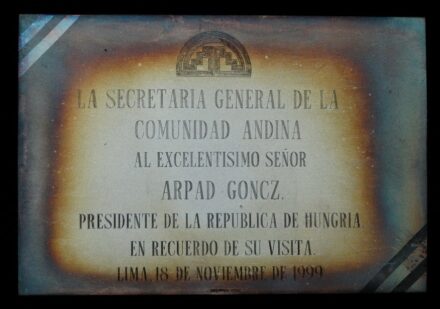 LA SECRETARIA GENERAL DE LA
COMUNIDAD ANDINA
AL EXCELENTISIMO SEÑOR
ARPAD GONCZ.
PRESIDENTE DE LA REPUBLICA DE HUNGRIA.
EN RECUERDO DE SU VISITA.
LIMA, 18 DE NOVIEMBRE DE 1999